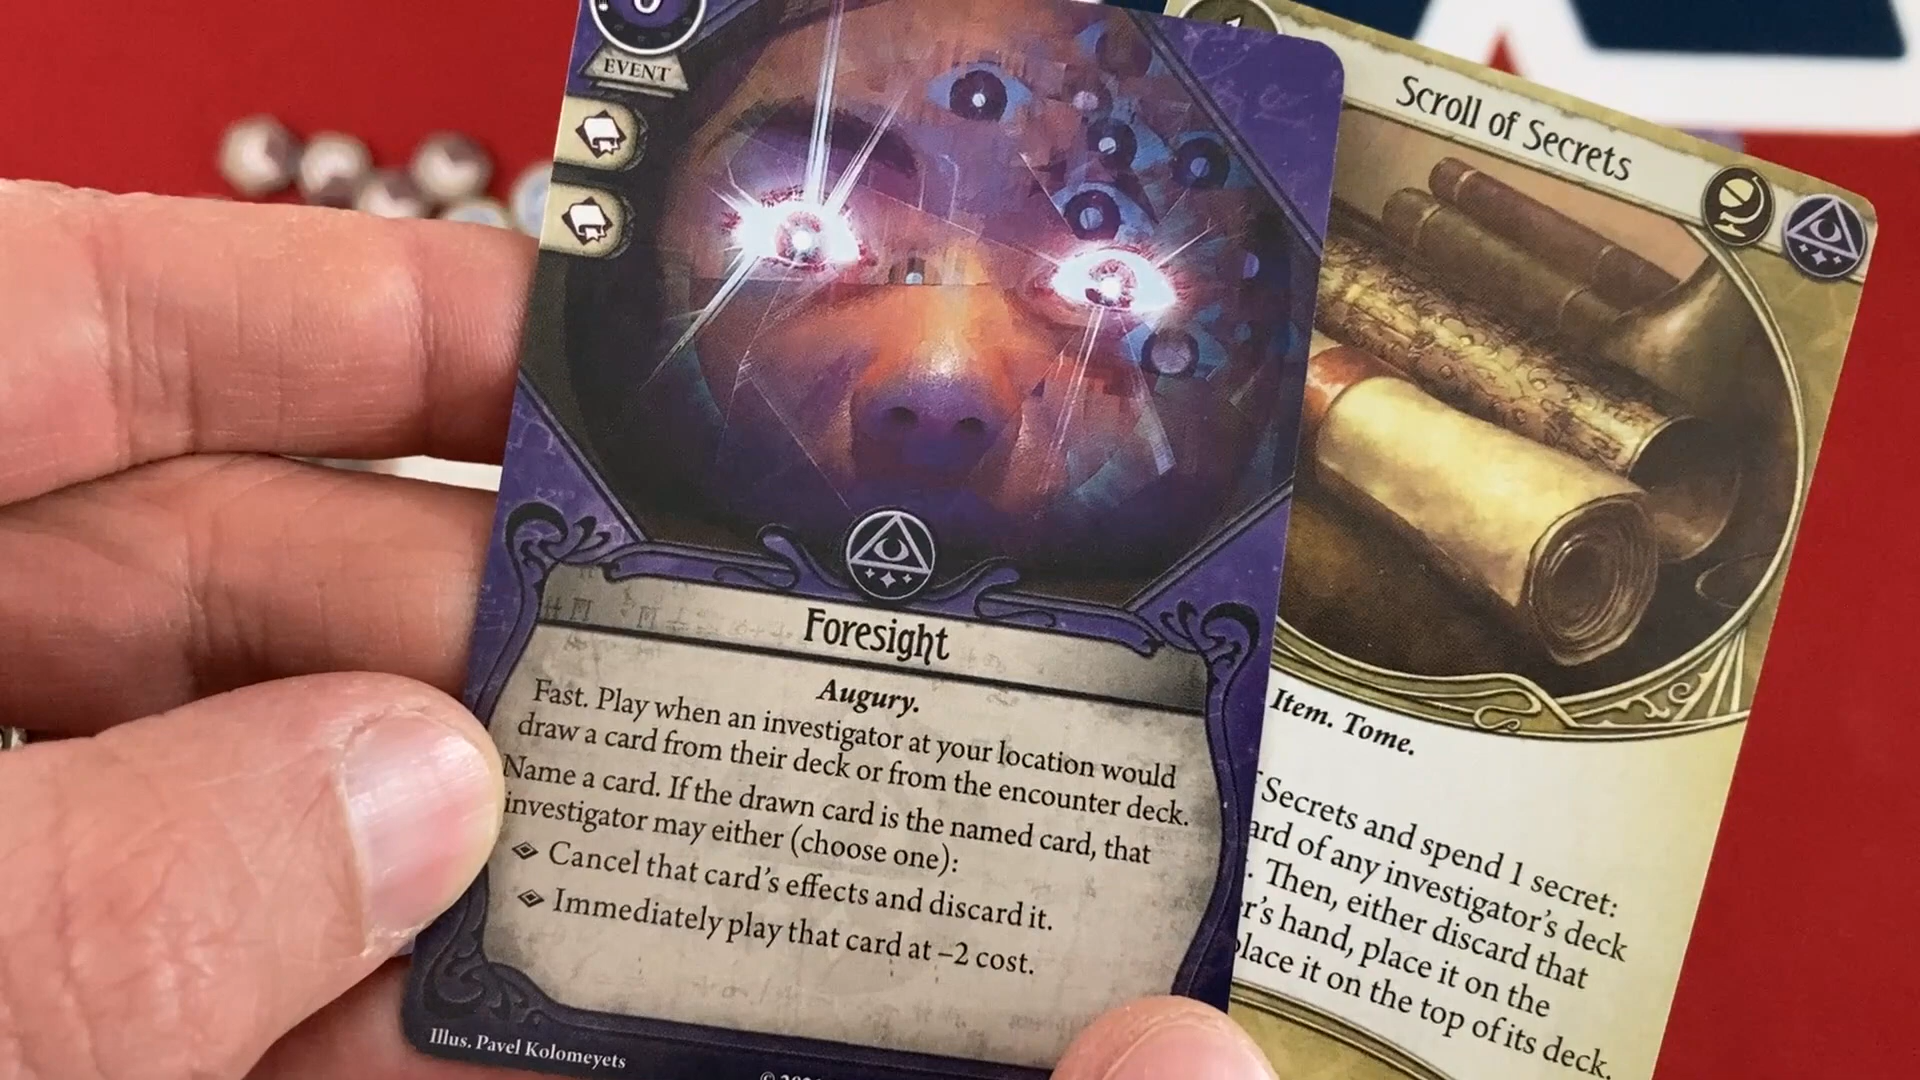 EVENT
Foresight
Augury.
Fast. Play when an investigator at your location would
draw a card from their deck or from the encounter deck.
Name a card. If the drawn card is the named card, that
investigator may either (choose one):
Cancel that card's effects and discard it.
Immediately play that card at –2 cost.
Illus. Pavel Kolomeyets
Scroll of Secrets
Item. Tome.
Secrets and spend 1 secret:
of any investigator's deck
Then, either discard that
hand, place it on the
place it on the top of its deck.